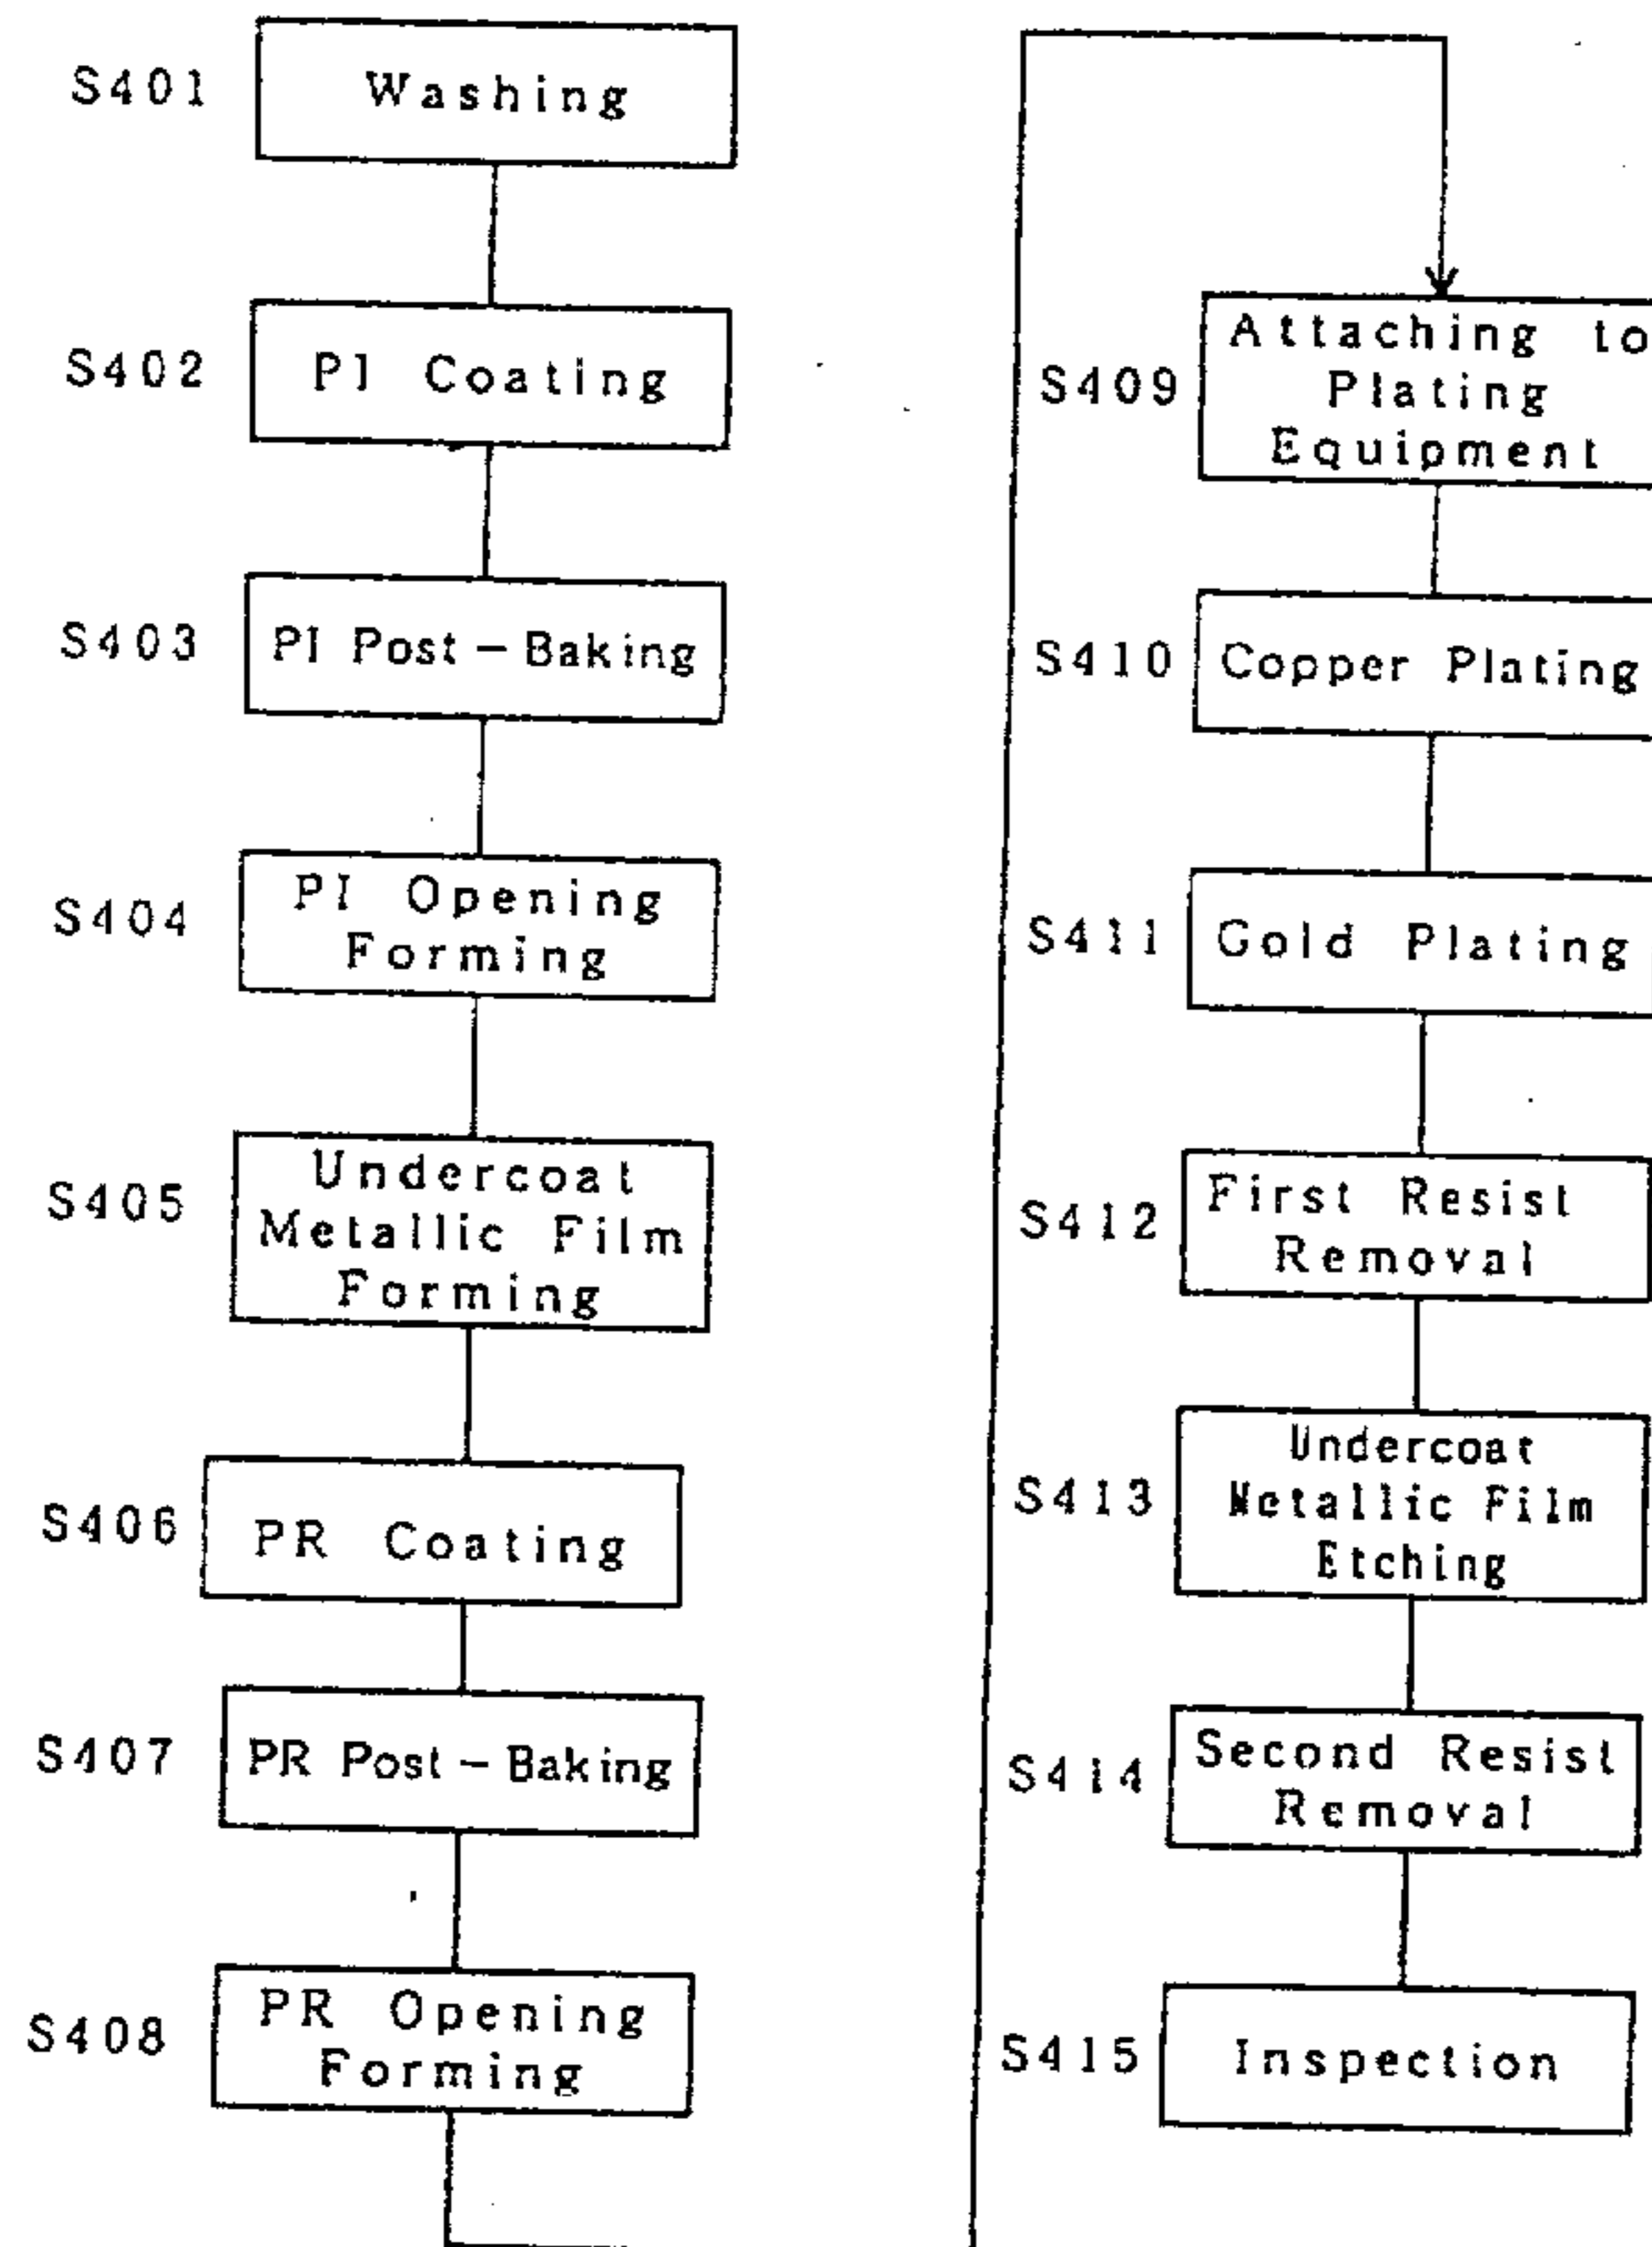 S401
Washing
S402
PI Coating
S403
PI Post-Baking
S404
PI Opening
Forming
S405
Undercoat
Metallic Film
Forming
S406
PR Coating
S407
PR Post-Baking
S408
PR Opening
Forming
S409
Attaching to
Plating
Equipment
S410
Copper Plating
S411
Gold Plating
S412
First Resist
Removal
S413
Undercoat
Metallic Film
Etching
S414
Second Resist
Removal
S415
Inspection